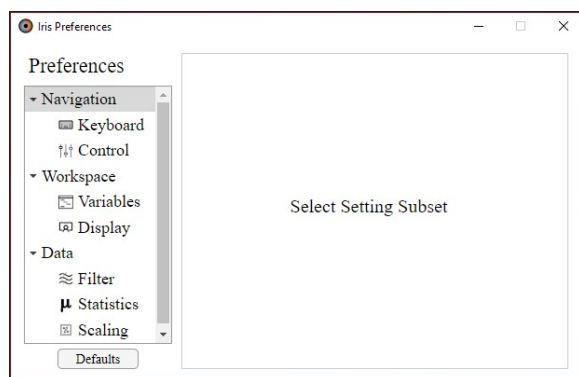 Iris Preferences
Preferences
Navigation
Keyboard
Control
Workspace
Variables
Display
Data
Filter
μ Statistics
Scaling
Defaults
Select Setting Subset